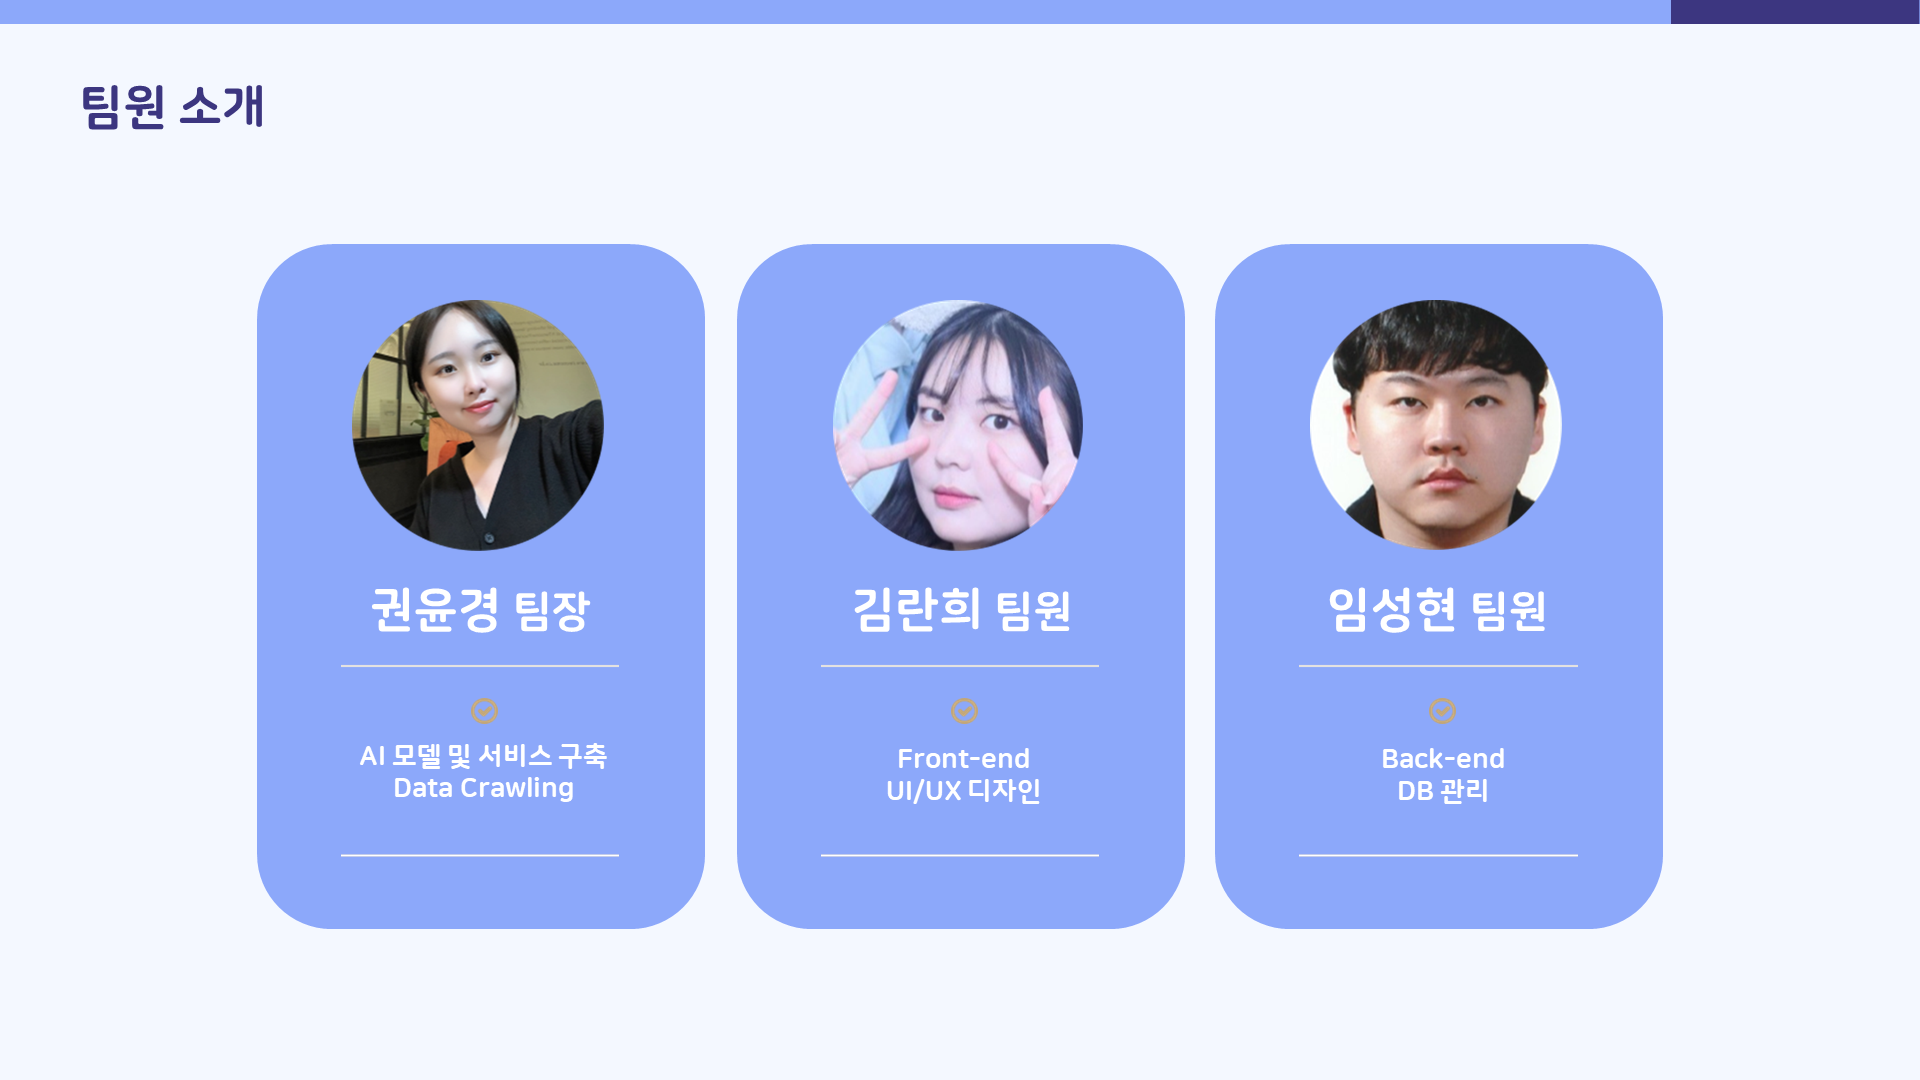 팀원 소개
권윤경 팀장
AI 모델 및 서비스 구축
Data Crawling
김란희 팀원
Front-end
UI/UX 디자인
임성현 팀원
Back-end
DB 관리